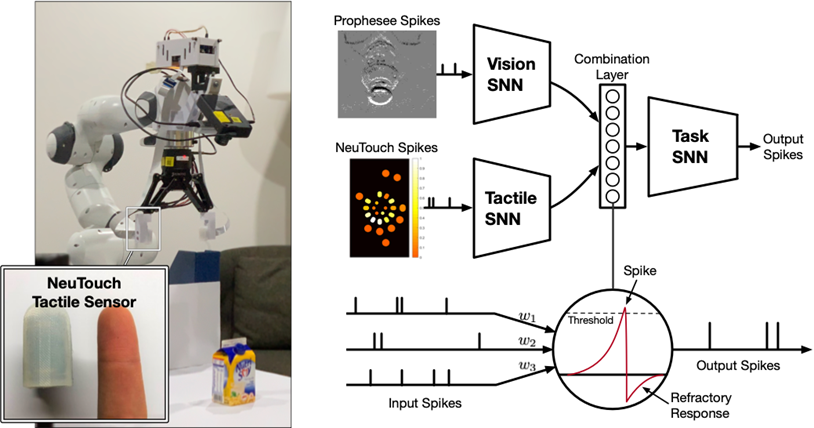 NeuTouch
Tactile Sensor
Prophesee Spikes
Vision
SNN
Combination
Layer
NeuTouch Spikes
Tactile
SNN
Task
SNN
Output
Spikes
Spike
Threshold
w1
w2
w3
Input Spikes
Output Spikes
Refractory
Response